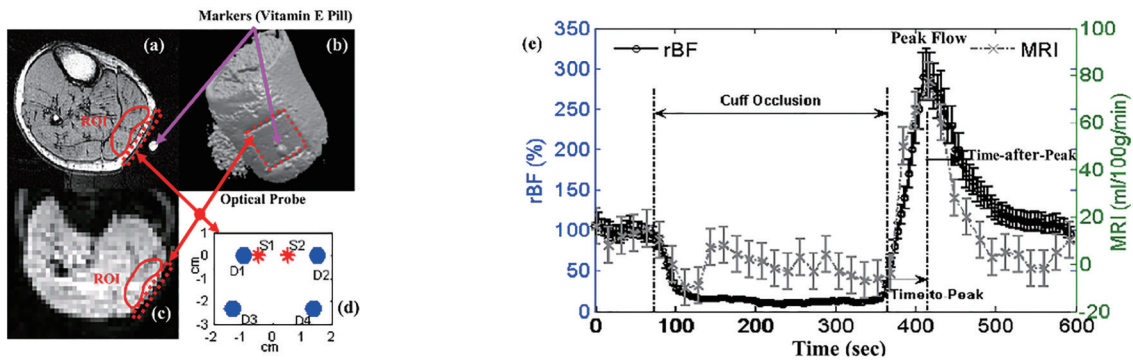 Markers (Vitamin E Pill)
(a)
(b)
ROI
Optical Probe
ROI
(c)
1
0
-1
-2
-3
cm
S1
S2
D1
D2
D3
D4
(d)
-2
-1
0
1
2
cm
(e)
rBF
Peak Flow
MRI
Cuff Occlusion
Time-after-Peak
Time-to-Peak
350
300
250
200
150
100
50
0
rBF (%)
100
80
60
40
20
0
-20
MRI (ml/100g/min)
0
100
200
300
400
500
600
Time (sec)